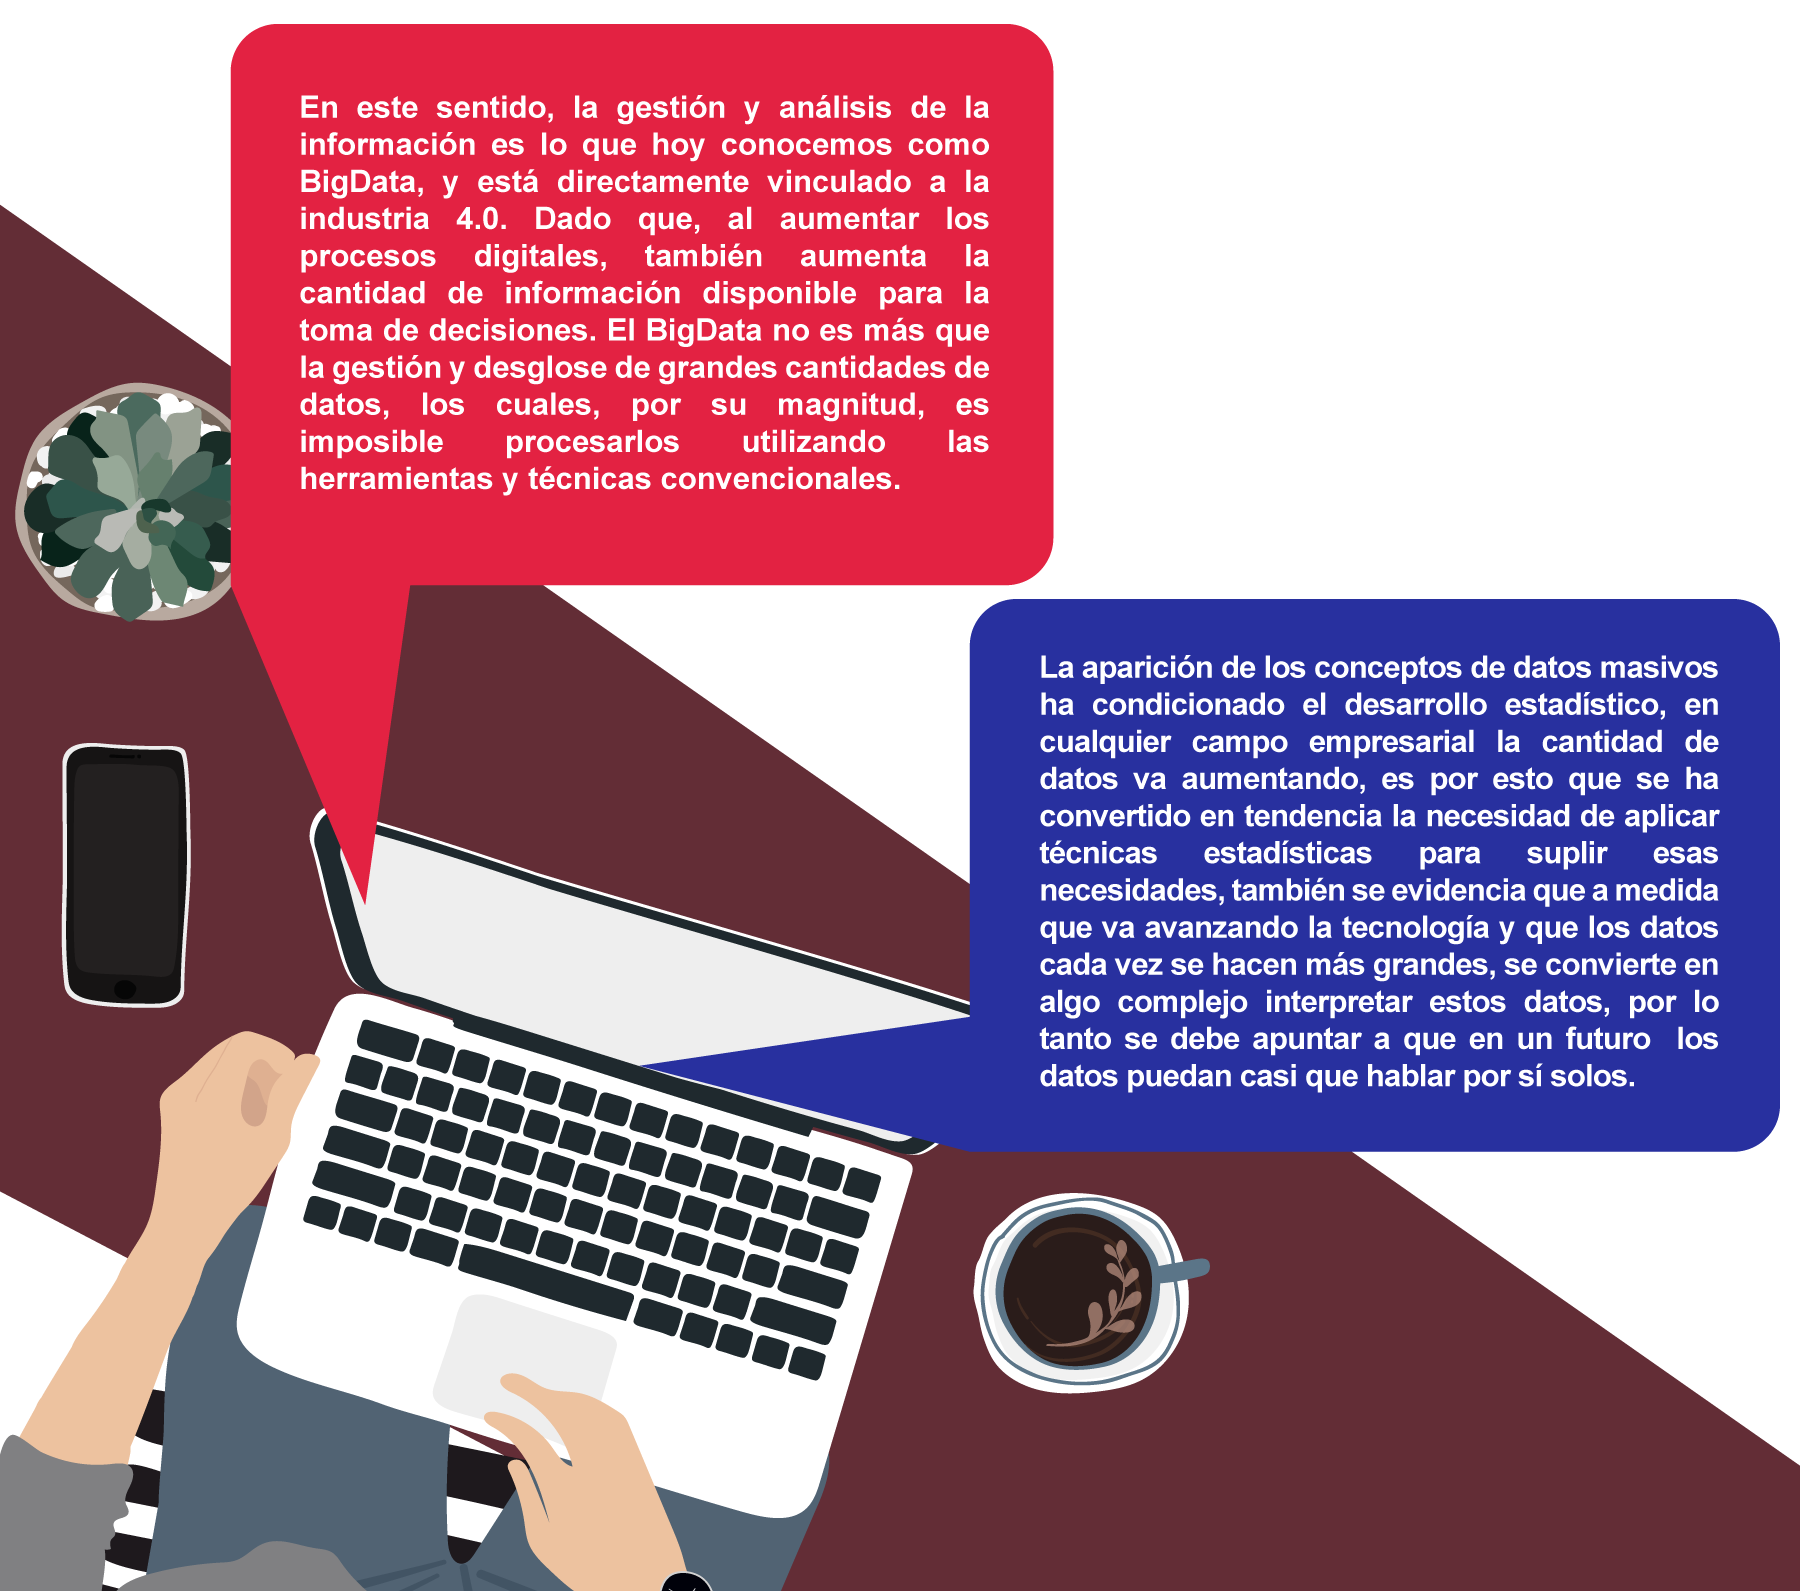 En este sentido, la gestión y análisis de la
información es lo que hoy conocemos como
BigData, y está directamente vinculado a la
industria 4.0. Dado que, al aumentar los
procesos digitales, también aumenta la
cantidad de información disponible para la
toma de decisiones. El BigData no es más que
la gestión y desglose de grandes cantidades de
datos, los cuales, por su magnitud, es
imposible procesarlos utilizando las
herramientas y técnicas convencionales.
La aparición de los conceptos de datos masivos
ha condicionado el desarrollo estadístico, en
cualquier campo empresarial la cantidad de
datos va aumentando, es por esto que se ha
convertido en tendencia la necesidad de aplicar
técnicas estadísticas para suplir esas
necesidades, también se evidencia que a medida
que va avanzando la tecnología y que los datos
cada vez se hacen más grandes, se convierte en
algo complejo interpretar estos datos, por lo
tanto se debe apuntar a que en un futuro los
datos puedan casi que hablar por sí solos.